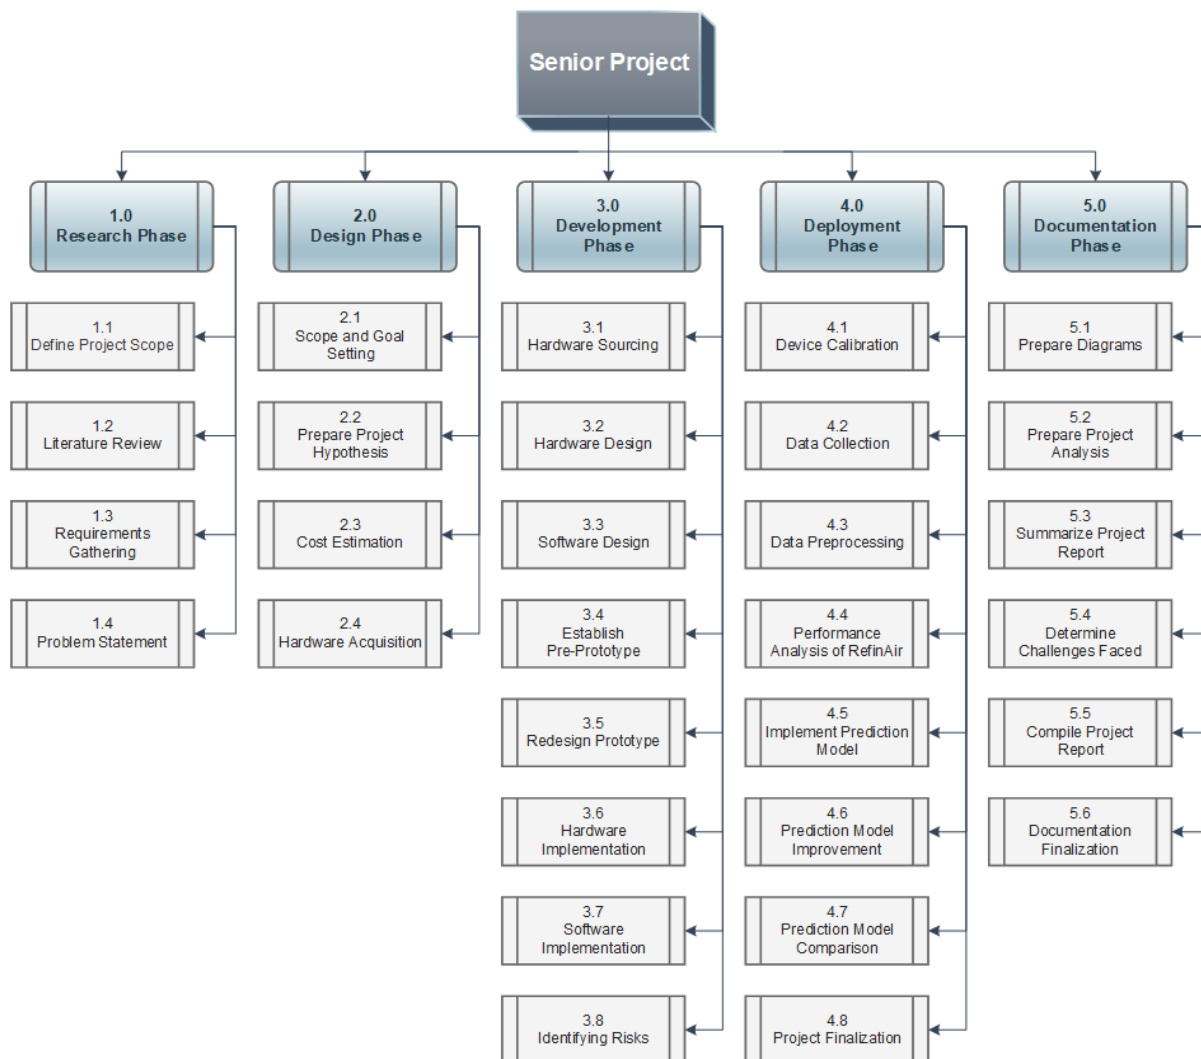 Senior Project
1.0
Research Phase
2.0
Design Phase
3.0
Development
Phase
4.0
Deployment
Phase
5.0
Documentation
Phase
1.1
Define Project Scope
1.2
Literature Review
1.3
Requirements
Gathering
1.4
Problem Statement
2.1
Scope and Goal
Setting
2.2
Prepare Project
Hypothesis
2.3
Cost Estimation
2.4
Hardware Acquisition
3.1
Hardware Sourcing
3.2
Hardware Design
3.3
Software Design
3.4
Establish
Pre-Prototype
3.5
Redesign Prototype
3.6
Hardware
Implementation
3.7
Software
Implementation
3.8
Identifying Risks
4.1
Device Calibration
4.2
Data Collection
4.3
Data Preprocessing
4.4
Performance
Analysis of RefinAir
4.5
Implement Prediction
Model
4.6
Prediction Model
Improvement
4.7
Prediction Model
Comparison
4.8
Project Finalization
5.1
Prepare Diagrams
5.2
Prepare Project
Analysis
5.3
Summarize Project
Report
5.4
Determine
Challenges Faced
5.5
Compile Project
Report
5.6
Documentation
Finalization